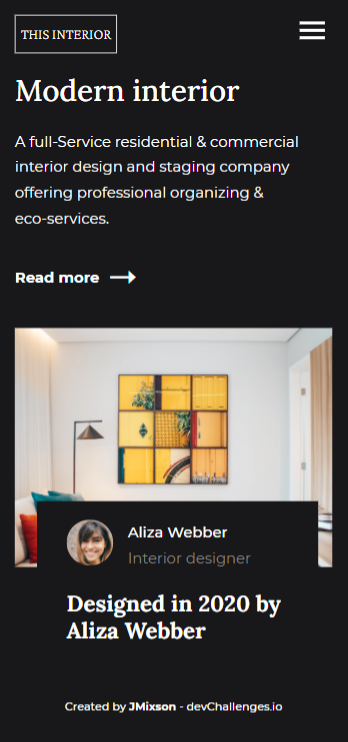 THIS INTERIOR
Modern interior
A full-Service residential & commercial
interior design and staging company
offering professional organizing &
eco-services.
Read more
Aliza Webber
Interior designer
Designed in 2020 by
Aliza Webber
Created by JMixson - devChallenges.io